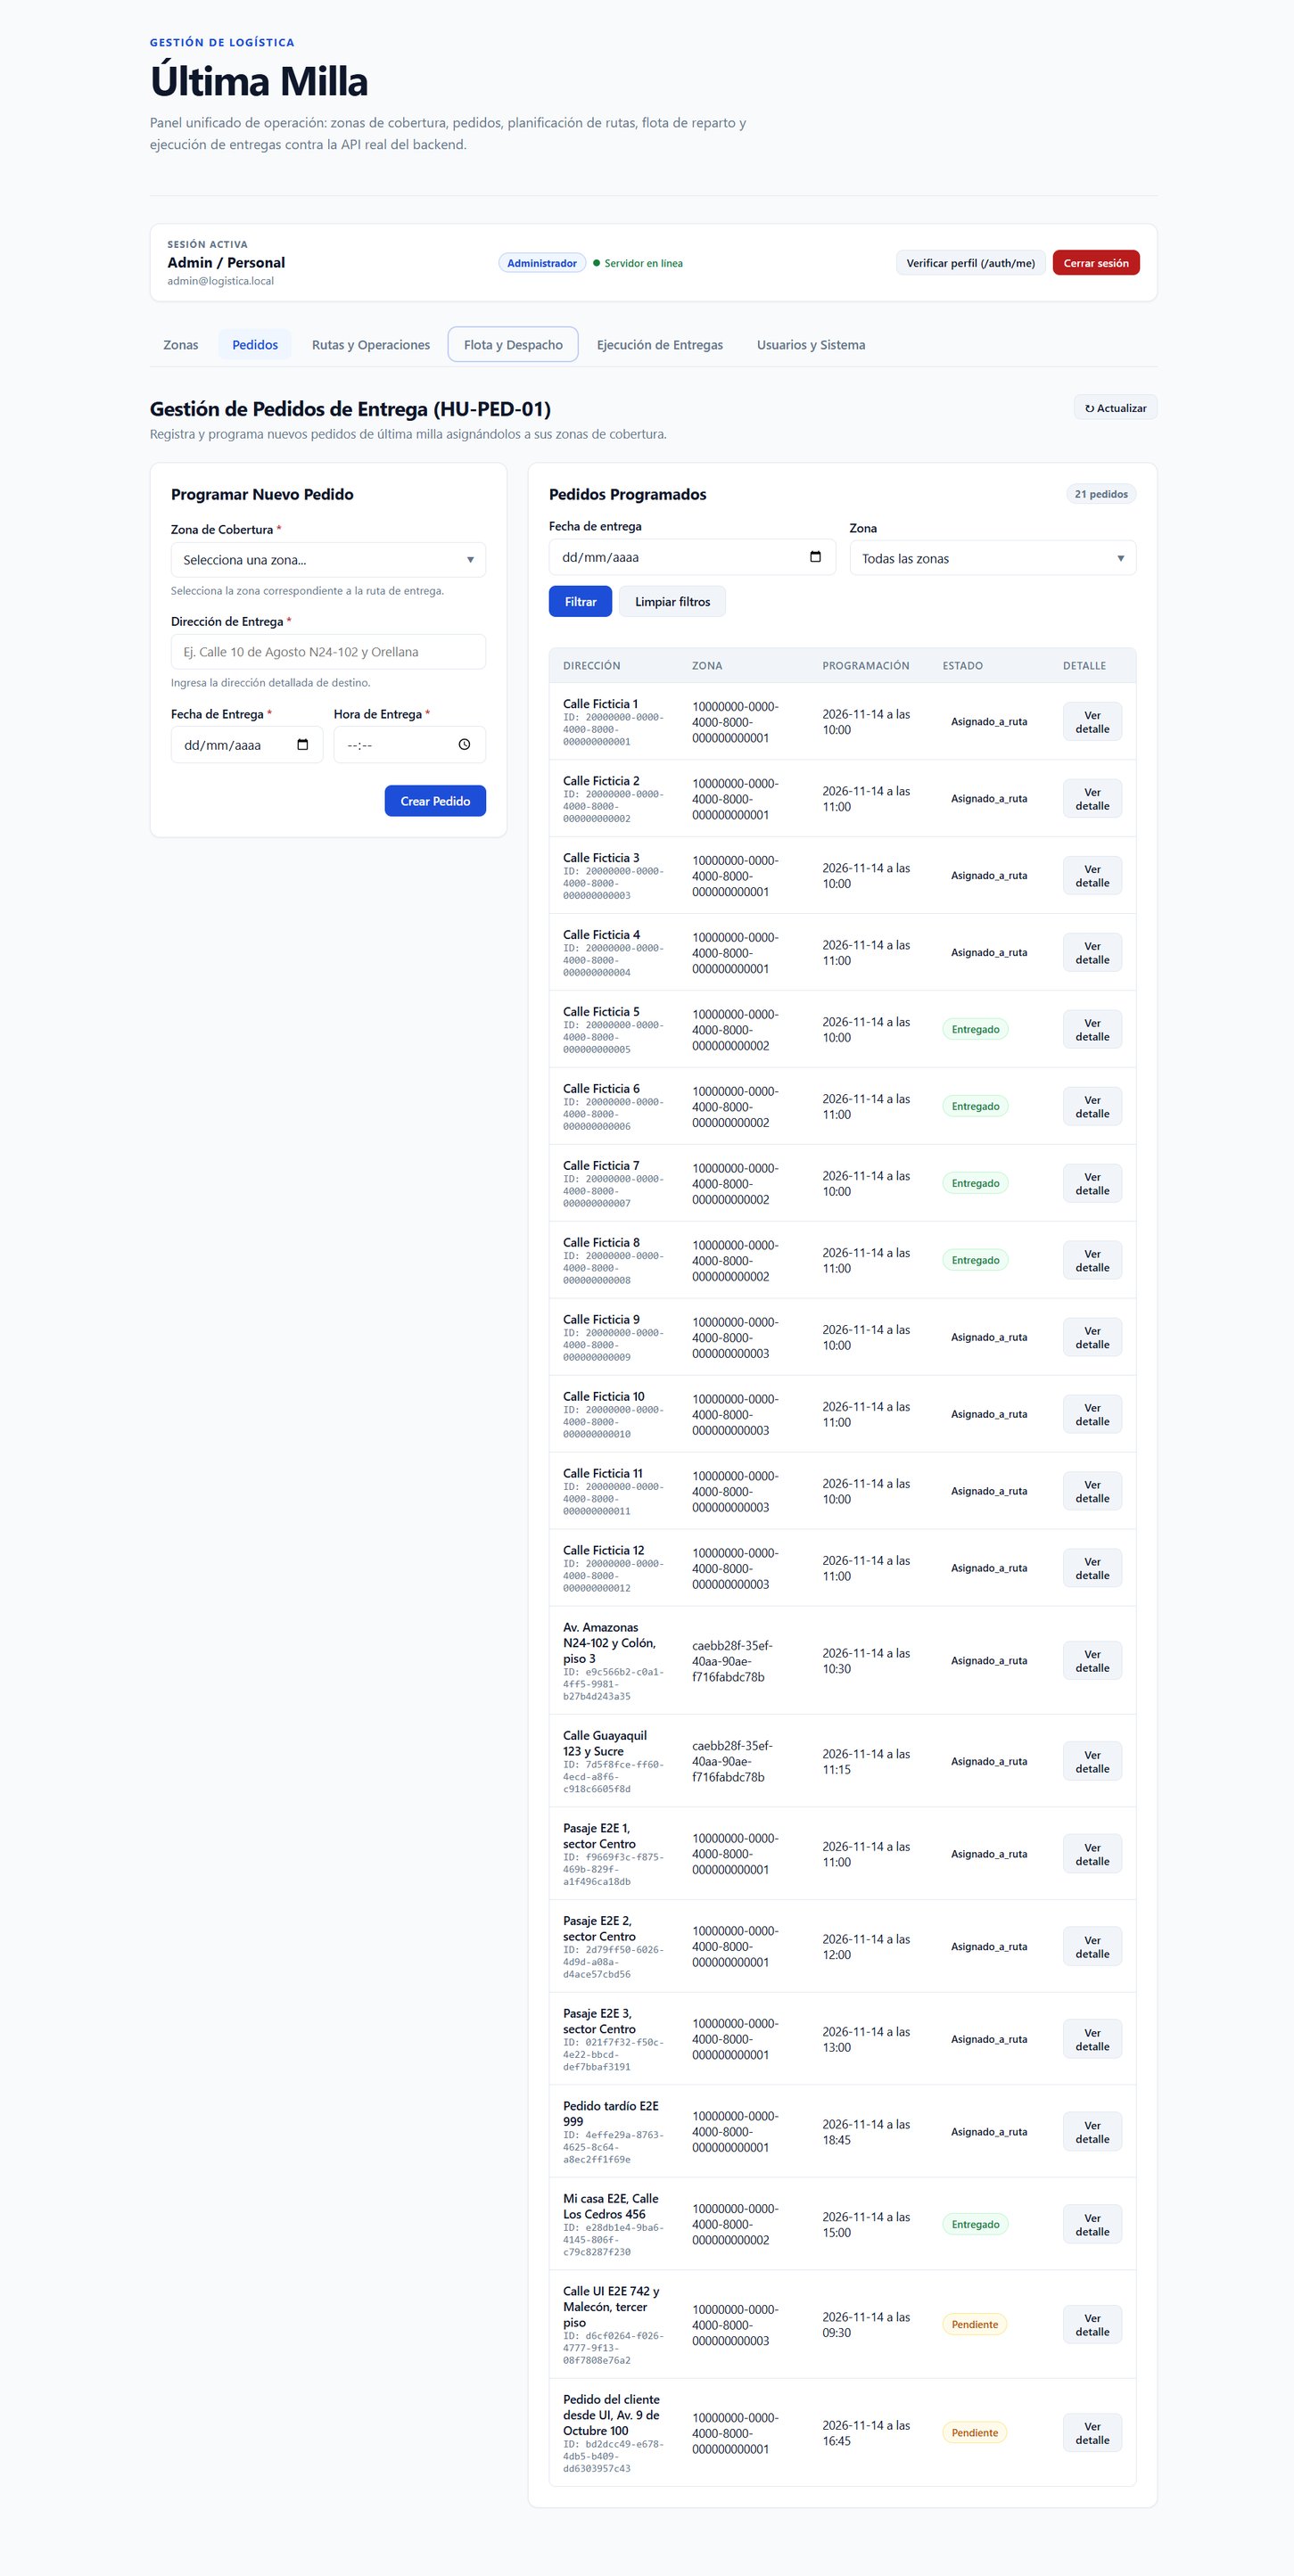 GESTIÓN DE LOGÍSTICA
Última Milla
Panel unificado de operación: zonas de cobertura, pedidos, planificación de rutas, flota de reparto y
ejecución de entregas contra la API real del backend.
SESIÓN ACTIVA
Admin / Personal
admin@logistica.local
Administrador
Servidor en línea
Verificar perfil (/auth/me)
Cerrar sesión
Zonas
Pedidos
Rutas y Operaciones
Flota y Despacho
Ejecución de Entregas
Usuarios y Sistema
Gestión de Pedidos de Entrega (HU-PED-01)
Registra y programa nuevos pedidos de última milla asignándolos a sus zonas de cobertura.
↻ Actualizar
Programar Nuevo Pedido
Zona de Cobertura *
Selecciona una zona...
Selecciona la zona correspondiente a la ruta de entrega.
Dirección de Entrega *
Ej. Calle 10 de Agosto N24-102 y Orellana
Ingresa la dirección detallada de destino.
Fecha de Entrega *
Hora de Entrega *
dd/mm/aaaa
--:--
Crear Pedido
Pedidos Programados
21 pedidos
Fecha de entrega
Zona
dd/mm/aaaa
Todas las zonas
Filtrar
Limpiar filtros
DIRECCIÓN
ZONA
PROGRAMACIÓN
ESTADO
DETALLE
Calle Ficticia 1
ID: 20000000-0000-
4000-8000-
000000000001
10000000-0000-
4000-8000-
000000000001
2026-11-14 a las
10:00
Asignado_a_ruta
Ver
detalle
Calle Ficticia 2
ID: 20000000-0000-
4000-8000-
000000000002
10000000-0000-
4000-8000-
000000000001
2026-11-14 a las
11:00
Asignado_a_ruta
Ver
detalle
Calle Ficticia 3
ID: 20000000-0000-
4000-8000-
000000000003
10000000-0000-
4000-8000-
000000000001
2026-11-14 a las
10:00
Asignado_a_ruta
Ver
detalle
Calle Ficticia 4
ID: 20000000-0000-
4000-8000-
000000000004
10000000-0000-
4000-8000-
000000000001
2026-11-14 a las
11:00
Asignado_a_ruta
Ver
detalle
Calle Ficticia 5
ID: 20000000-0000-
4000-8000-
000000000005
10000000-0000-
4000-8000-
000000000002
2026-11-14 a las
10:00
Entregado
Ver
detalle
Calle Ficticia 6
ID: 20000000-0000-
4000-8000-
000000000006
10000000-0000-
4000-8000-
000000000002
2026-11-14 a las
11:00
Entregado
Ver
detalle
Calle Ficticia 7
ID: 20000000-0000-
4000-8000-
000000000007
10000000-0000-
4000-8000-
000000000002
2026-11-14 a las
10:00
Entregado
Ver
detalle
Calle Ficticia 8
ID: 20000000-0000-
4000-8000-
000000000008
10000000-0000-
4000-8000-
000000000002
2026-11-14 a las
11:00
Entregado
Ver
detalle
Calle Ficticia 9
ID: 20000000-0000-
4000-8000-
000000000009
10000000-0000-
4000-8000-
000000000003
2026-11-14 a las
10:00
Asignado_a_ruta
Ver
detalle
Calle Ficticia 10
ID: 20000000-0000-
4000-8000-
000000000010
10000000-0000-
4000-8000-
000000000003
2026-11-14 a las
11:00
Asignado_a_ruta
Ver
detalle
Calle Ficticia 11
ID: 20000000-0000-
4000-8000-
000000000011
10000000-0000-
4000-8000-
000000000003
2026-11-14 a las
10:00
Asignado_a_ruta
Ver
detalle
Calle Ficticia 12
ID: 20000000-0000-
4000-8000-
000000000012
10000000-0000-
4000-8000-
000000000003
2026-11-14 a las
11:00
Asignado_a_ruta
Ver
detalle
Av. Amazonas
N24-102 y Colón,
piso 3
ID: e9c566b2-c0a1-
4ff5-9981-
b27b4d243a35
caebb28f-35ef-
40aa-90ae-
f716fabdc78b
2026-11-14 a las
10:30
Asignado_a_ruta
Ver
detalle
Calle Guayaquil
123 y Sucre
ID: 7d5f8fce-ff60-
4ecd-a8f6-
c918c6605f8d
caebb28f-35ef-
40aa-90ae-
f716fabdc78b
2026-11-14 a las
11:15
Asignado_a_ruta
Ver
detalle
Pasaje E2E 1,
sector Centro
ID: f9669f3c-f875-
469b-829f-
a1f496ca18db
10000000-0000-
4000-8000-
000000000001
2026-11-14 a las
11:00
Asignado_a_ruta
Ver
detalle
Pasaje E2E 2,
sector Centro
ID: 2d79ff50-6026-
4d9d-a08a-
d4ace57cbd56
10000000-0000-
4000-8000-
000000000001
2026-11-14 a las
12:00
Asignado_a_ruta
Ver
detalle
Pasaje E2E 3,
sector Centro
ID: 021f7f32-f50c-
4e22-bbcd-
def7bbaf3191
10000000-0000-
4000-8000-
000000000001
2026-11-14 a las
13:00
Asignado_a_ruta
Ver
detalle
Pedido tardío E2E
999
ID: 4effe29a-8763-
4625-8c64-
a8ec2ff1f69e
10000000-0000-
4000-8000-
000000000001
2026-11-14 a las
18:45
Asignado_a_ruta
Ver
detalle
Mi casa E2E, Calle
Los Cedros 456
ID: e28db1e4-9ba6-
4145-806f-
c79c8287f230
10000000-0000-
4000-8000-
000000000002
2026-11-14 a las
15:00
Entregado
Ver
detalle
Calle UI E2E 742 y
Malecón, tercer
piso
ID: d6cf0264-f026-
4777-9f13-
08f7808e76a2
10000000-0000-
4000-8000-
000000000003
2026-11-14 a las
09:30
Pendiente
Ver
detalle
Pedido del cliente
desde UI, Av. 9 de
Octubre 100
ID: bd2dcc49-e678-
4db5-b409-
dd6303957c43
10000000-0000-
4000-8000-
000000000001
2026-11-14 a las
16:45
Pendiente
Ver
detalle